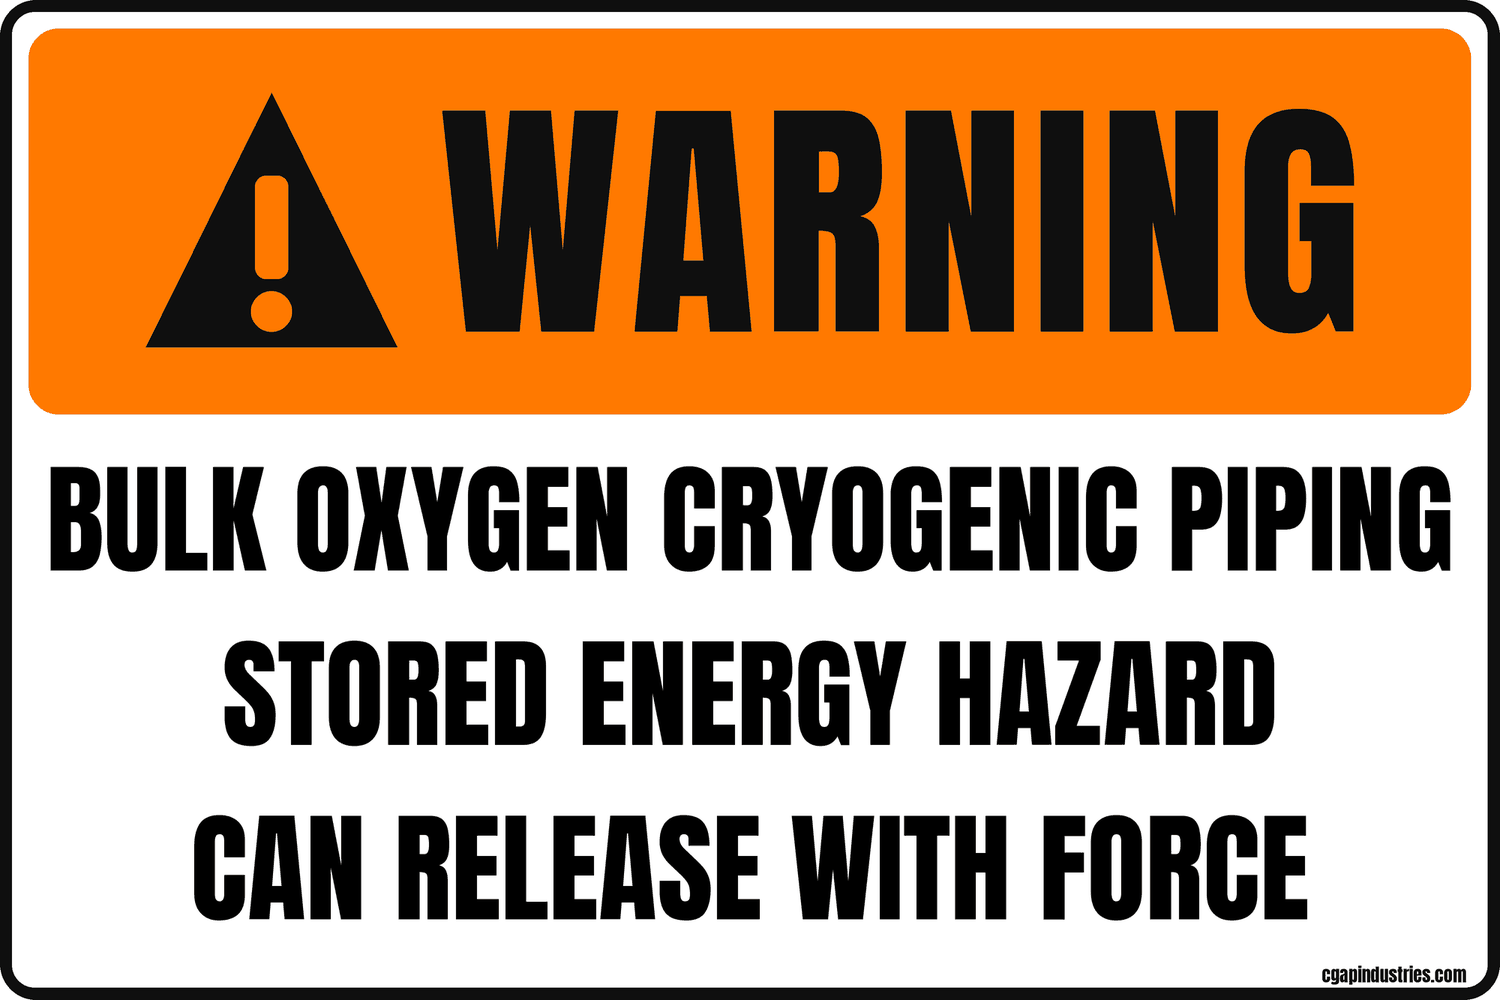 WARNING
BULK OXYGEN CRYOGENIC PIPING
STORED ENERGY HAZARD
CAN RELEASE WITH FORCE
cgapindustries.com